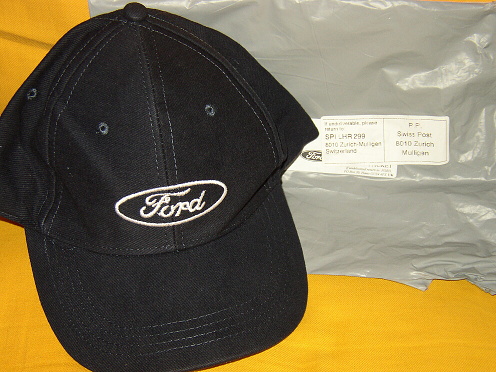 Ford
If undeliverable, please
return to:
SPI LHR 299
8010 Zurich-Mulligen
Switzerland
P.P.
Swiss Post
8010 Zurich
Mulligen
Ford